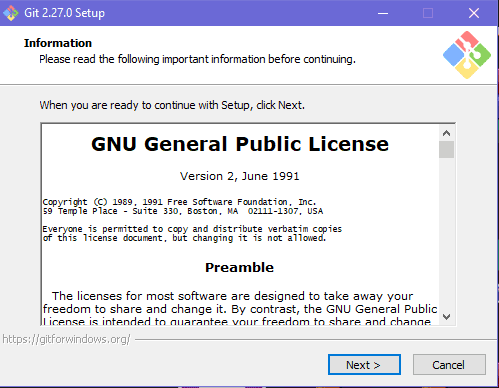 Git 2.27.0 Setup
Information
Please read the following important information before continuing.
When you are ready to continue with Setup, click Next.
GNU General Public License
Version 2, June 1991
Copyright (C) 1989, 1991 Free Software Foundation, Inc.
59 Temple Place - Suite 330, Boston, MA  02111-1307, USA
Everyone is permitted to copy and distribute verbatim copies
of this license document, but changing it is not allowed.
Preamble
The licenses for most software are designed to take away your
freedom to share and change it. By contrast, the GNU General Public
License is intended to guarantee your freedom to share and change
https://gitforwindows.org/
Next >
Cancel